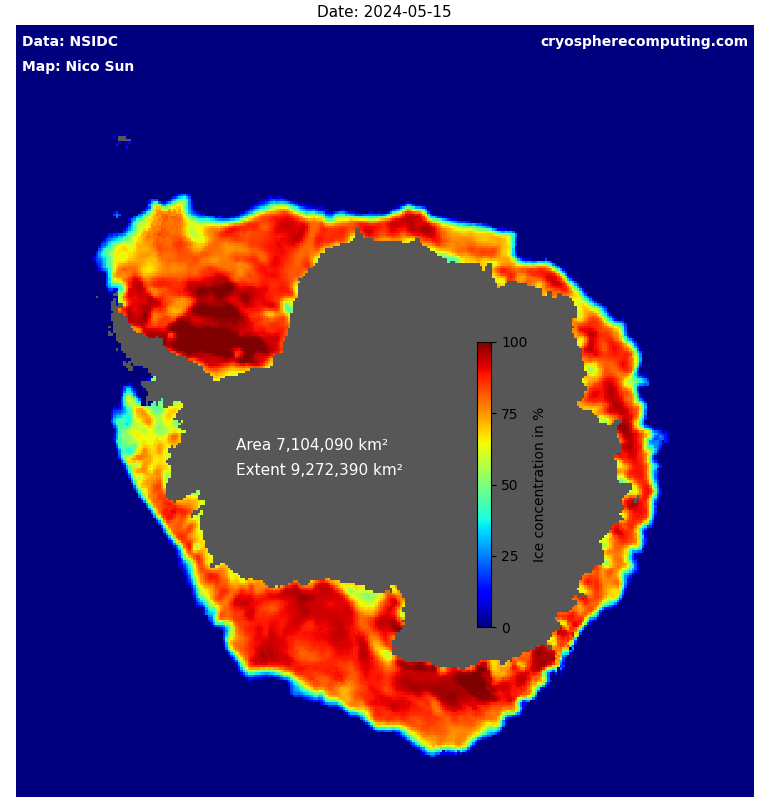 Date: 2024-05-15
Data: NSIDC
cryospherecomputing.com
Map: Nico Sun
100
75
50
25
0
Ice concentration in %
Area 7,104,090 km²
Extent 9,272,390 km²